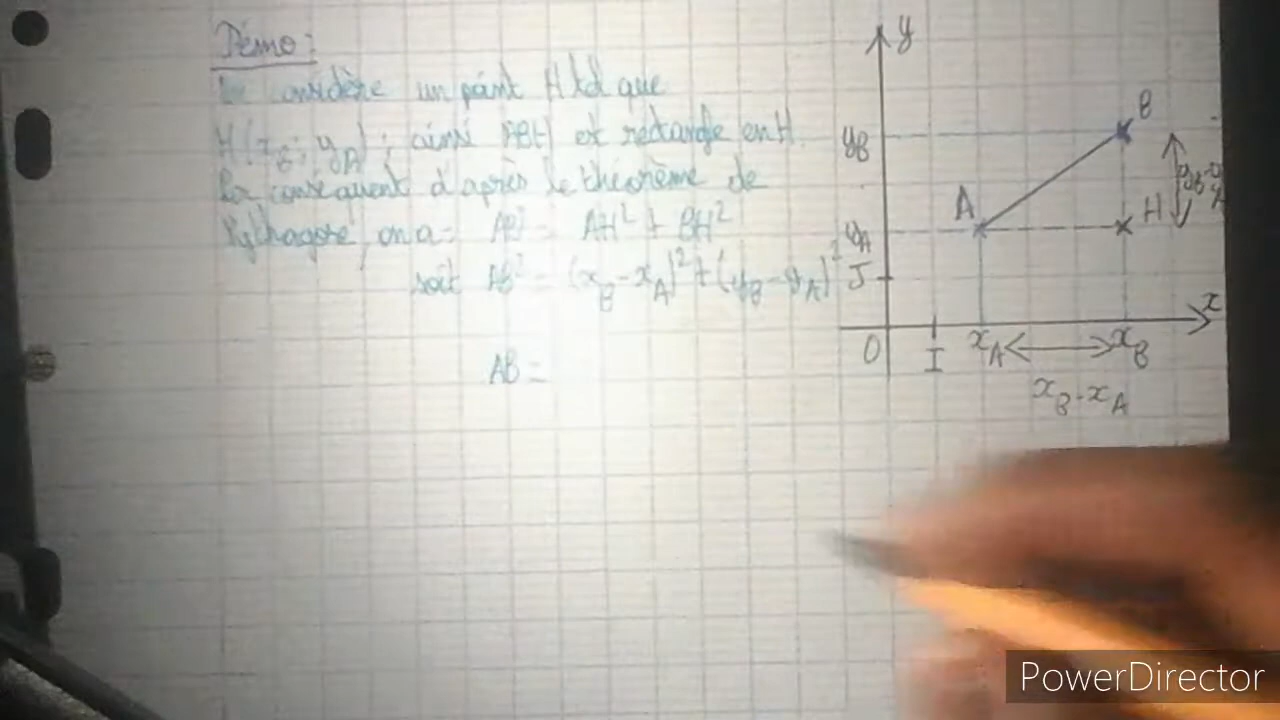 Démo :
On considère un point H tel que
H(x_B ; y_A) ; ainsi ABH est rectangle en H.
Par conséquent d'après le théorème de
Pythagore, on a : AB² = AH² + BH²
soit AB² = (x_B - x_A)² + (y_B - y_A)²
AB =
y
B
y_B
y_B - y_A
A
H
y_A
J
x
O
I
x_A
x_B
x_B - x_A
PowerDirector